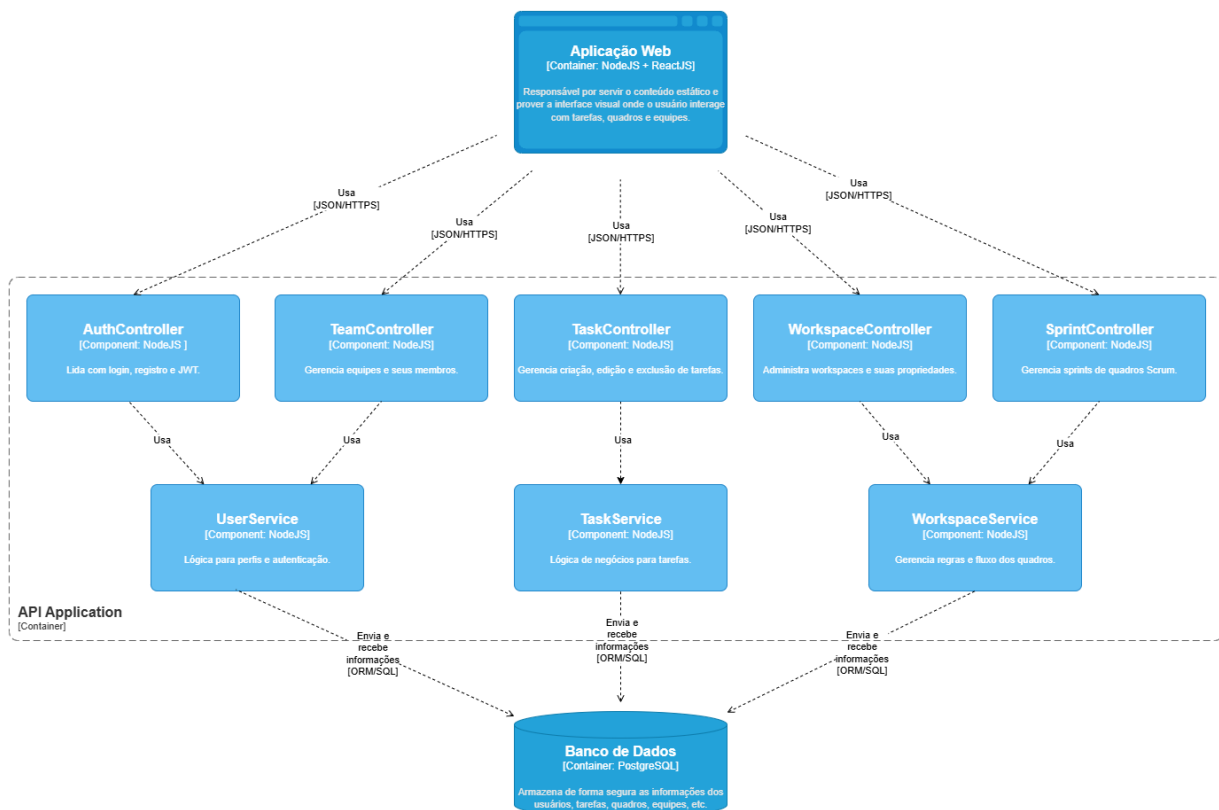 Aplicação Web
[Container: NodeJS + ReactJS]
Responsável por servir o conteúdo estático e
prover a interface visual onde o usuário interage
com tarefas, quadros e equipes.
Usa
[JSON/HTTPS]
Usa
[JSON/HTTPS]
Usa
[JSON/HTTPS]
Usa
[JSON/HTTPS]
Usa
[JSON/HTTPS]
AuthController
[Component: NodeJS ]
Lida com login, registro e JWT.
TeamController
[Component: NodeJS]
Gerencia equipes e seus membros.
TaskController
[Component: NodeJS]
Gerencia criação, edição e exclusão de tarefas.
WorkspaceController
[Component: NodeJS]
Administra workspaces e suas propriedades.
SprintController
[Component: NodeJS]
Gerencia sprints de quadros Scrum.
Usa
Usa
Usa
Usa
Usa
UserService
[Component: NodeJS]
Lógica para perfis e autenticação.
TaskService
[Component: NodeJS]
Lógica de negócios para tarefas.
WorkspaceService
[Component: NodeJS]
Gerencia regras e fluxo dos quadros.
API Application
[Container]
Envia e
recebe
informações
[ORM/SQL]
Envia e
recebe
informações
[ORM/SQL]
Envia e
recebe
informações
[ORM/SQL]
Banco de Dados
[Container: PostgreSQL]
Armazena de forma segura as informações dos
usuários, tarefas, quadros, equipes, etc.